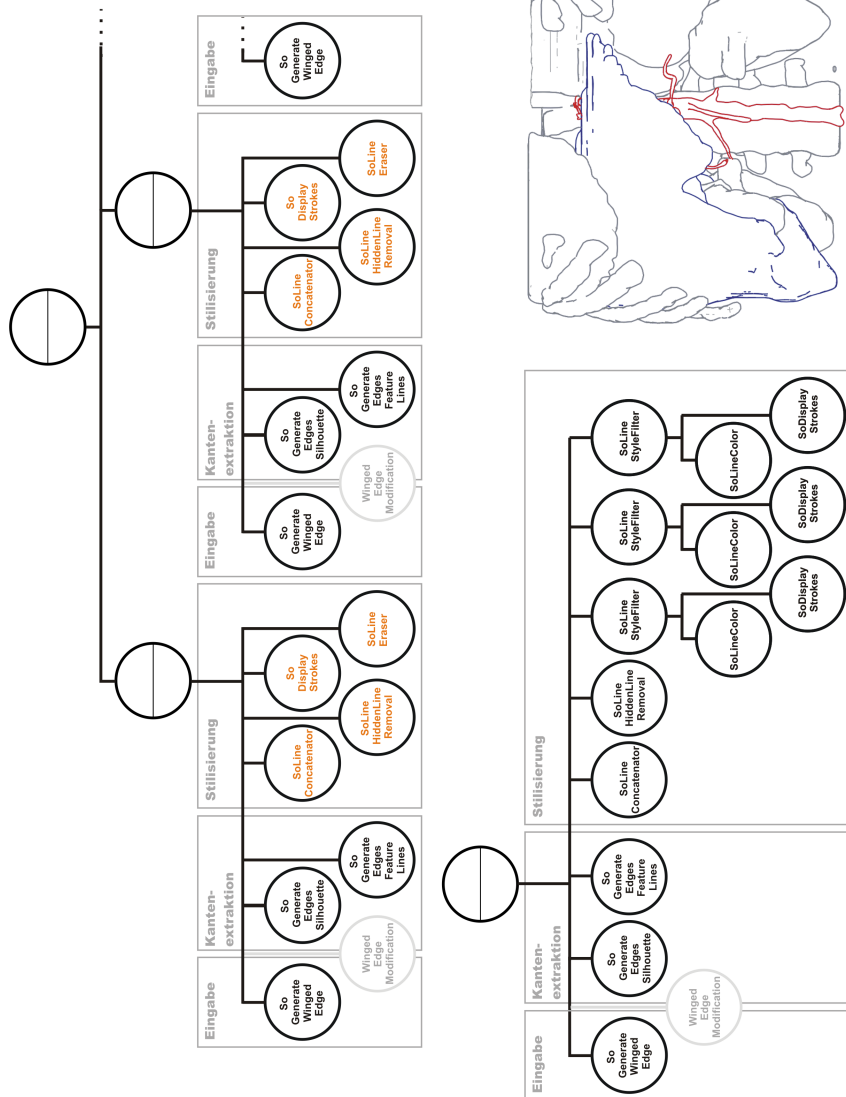 Eingabe
So
Generate
Winged
Edge
Winged
Edge
Modification
Kanten-
extraktion
So
Generate
Edges
Silhouette
So
Generate
Edges
Feature
Lines
Stilisierung
SoLine
Concatenator
SoLine
HiddenLine
Removal
So
Display
Strokes
SoLine
Eraser
Eingabe
So
Generate
Winged
Edge
Winged
Edge
Modification
Kanten-
extraktion
So
Generate
Edges
Silhouette
So
Generate
Edges
Feature
Lines
Stilisierung
SoLine
Concatenator
SoLine
HiddenLine
Removal
So
Display
Strokes
SoLine
Eraser
Eingabe
So
Generate
Winged
Edge
Eingabe
So
Generate
Winged
Edge
Winged
Edge
Modification
Kanten-
extraktion
So
Generate
Edges
Silhouette
So
Generate
Edges
Feature
Lines
Stilisierung
SoLine
Concatenator
SoLine
HiddenLine
Removal
SoLine
StyleFilter
SoLineColor
SoDisplay
Strokes
SoLine
StyleFilter
SoLineColor
SoDisplay
Strokes
SoLine
StyleFilter
SoLineColor
SoDisplay
Strokes